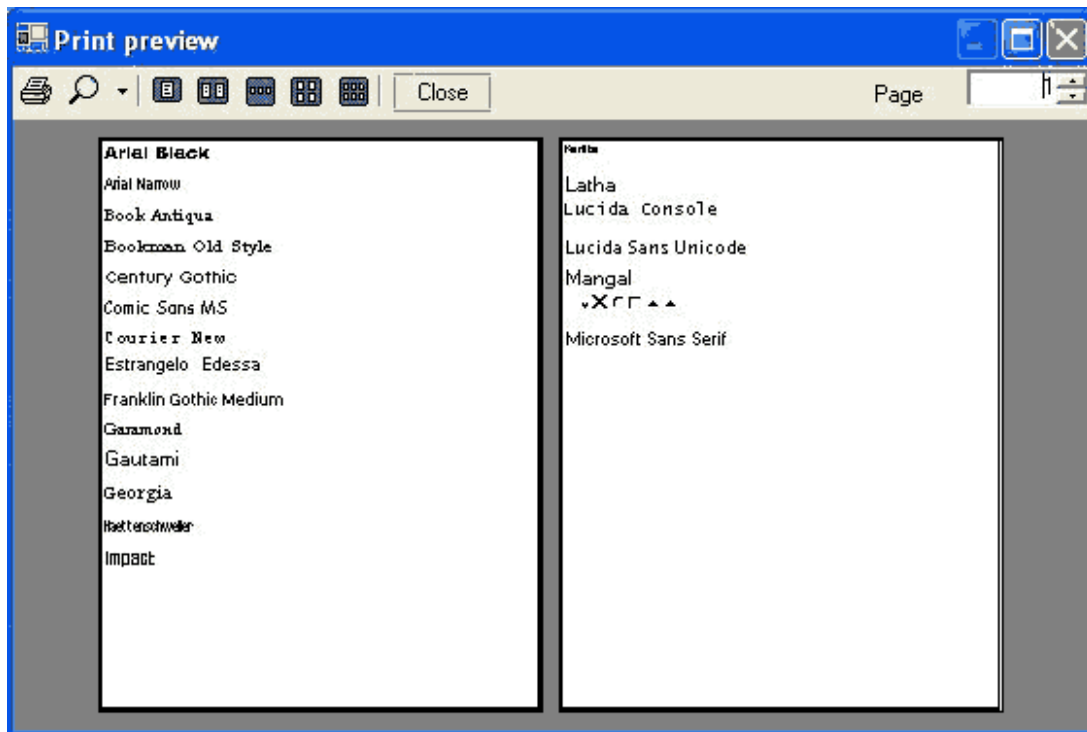 Print preview
Close
Page 1
Arial Black
Arial Narrow
Book Antiqua
Bookman Old Style
Century Gothic
Comic Sans MS
Courier New
Estrangelo Edessa
Franklin Gothic Medium
Garamond
Gautami
Georgia
Haettenschweiler
Impact
Kartika
Latha
Lucida Console
Lucida Sans Unicode
Mangal
Microsoft Sans Serif